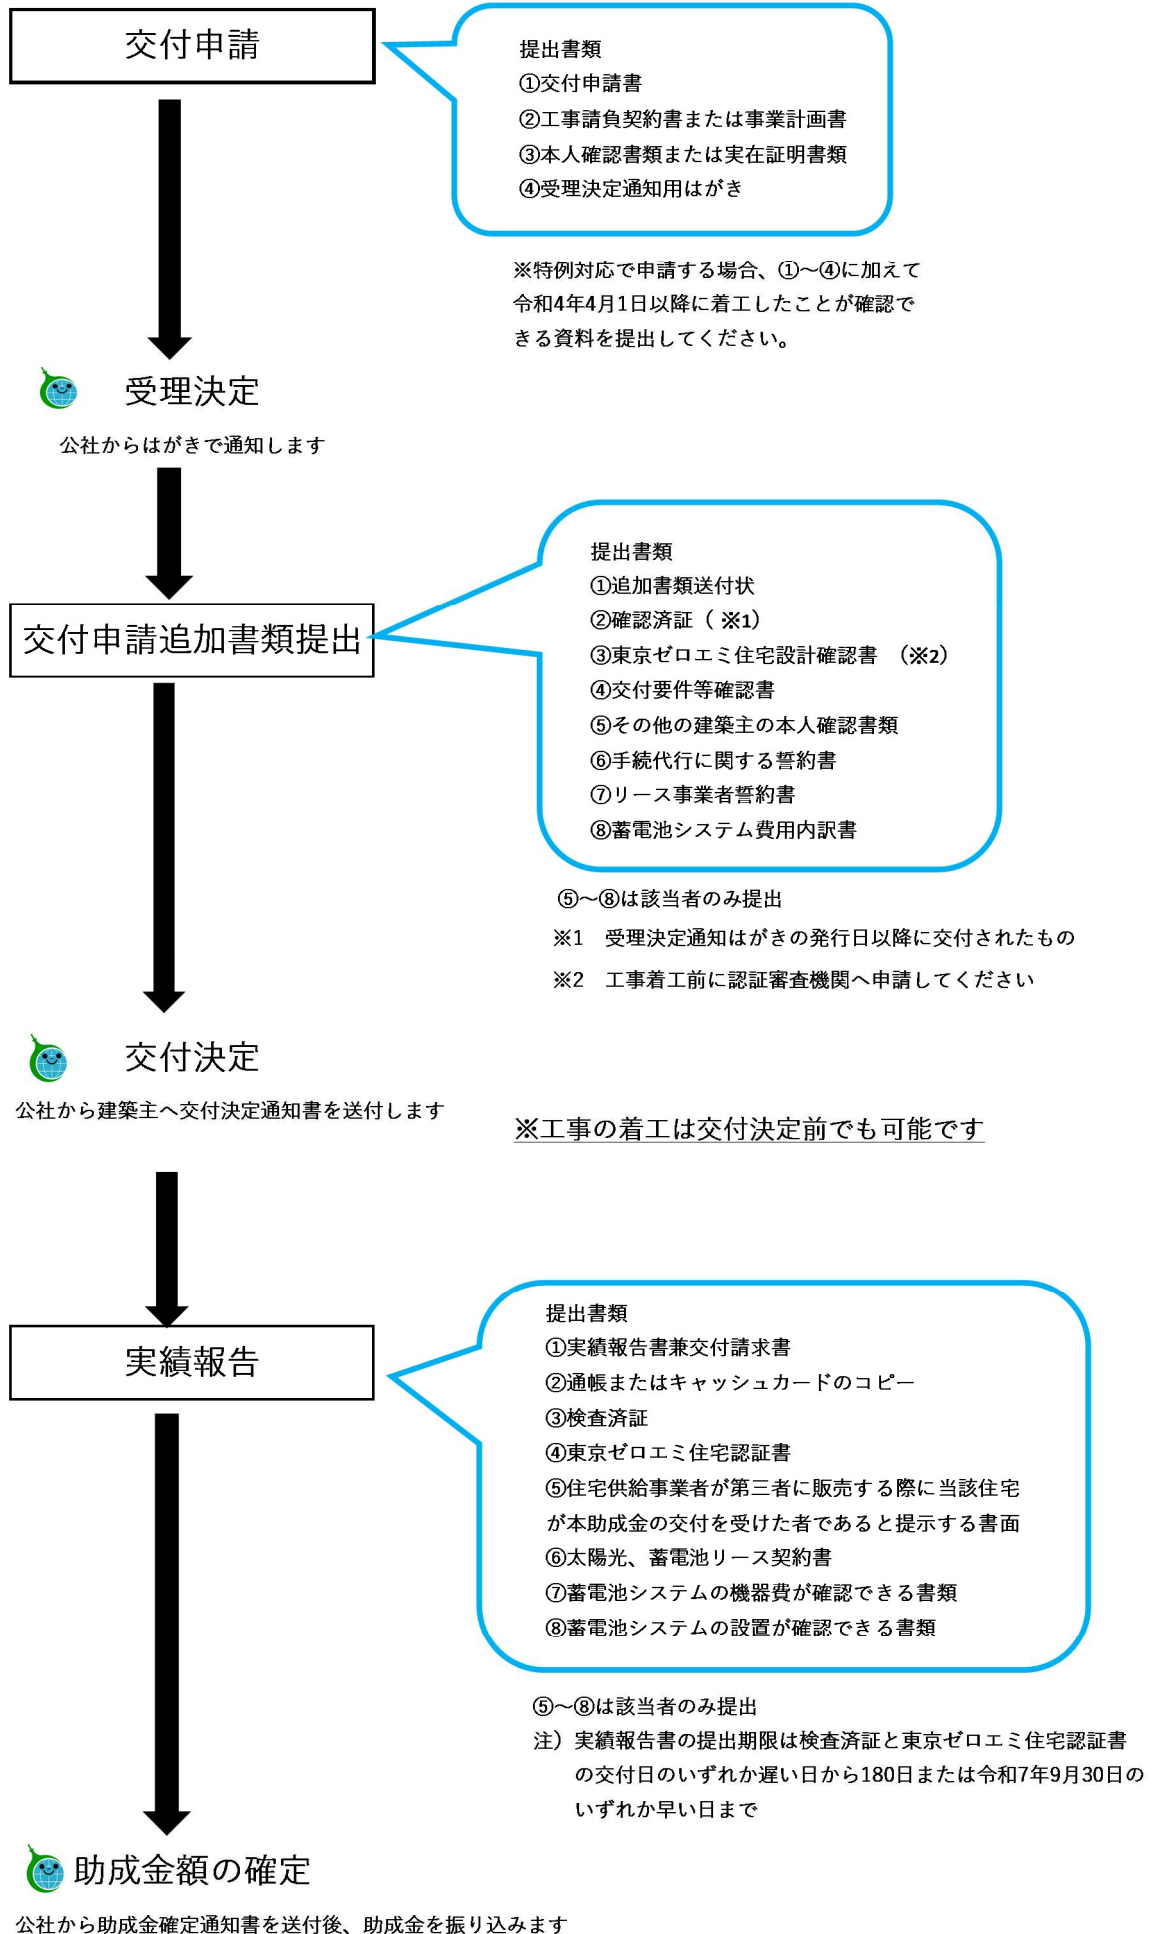 交付申請
提出書類
①交付申請書
②工事請負契約書または事業計画書
③本人確認書類または実在証明書類
④受理決定通知用はがき
※特例対応で申請する場合、①～④に加えて
令和4年4月1日以降に着工したことが確認で
きる資料を提出してください。
受理決定
公社からはがきで通知します
交付申請追加書類提出
提出書類
①追加書類送付状
②確認済証（ ※1）
③東京ゼロエミ住宅設計確認書 （※2）
④交付要件等確認書
⑤その他の建築主の本人確認書類
⑥手続代行に関する誓約書
⑦リース事業者誓約書
⑧蓄電池システム費用内訳書
⑤～⑧は該当者のみ提出
※1 受理決定通知はがきの発行日以降に交付されたもの
※2 工事着工前に認証審査機関へ申請してください
交付決定
公社から建築主へ交付決定通知書を送付します
※工事の着工は交付決定前でも可能です
実績報告
提出書類
①実績報告書兼交付請求書
②通帳またはキャッシュカードのコピー
③検査済証
④東京ゼロエミ住宅認証書
⑤住宅供給事業者が第三者に販売する際に当該住宅
が本助成金の交付を受けた者であると提示する書面
⑥太陽光、蓄電池リース契約書
⑦蓄電池システムの機器費が確認できる書類
⑧蓄電池システムの設置が確認できる書類
⑤～⑧は該当者のみ提出
注）実績報告書の提出期限は検査済証と東京ゼロエミ住宅認証書
の交付日のいずれか遅い日から180日または令和7年9月30日の
いずれか早い日まで
助成金額の確定
公社から助成金確定通知書を送付後、助成金を振り込みます